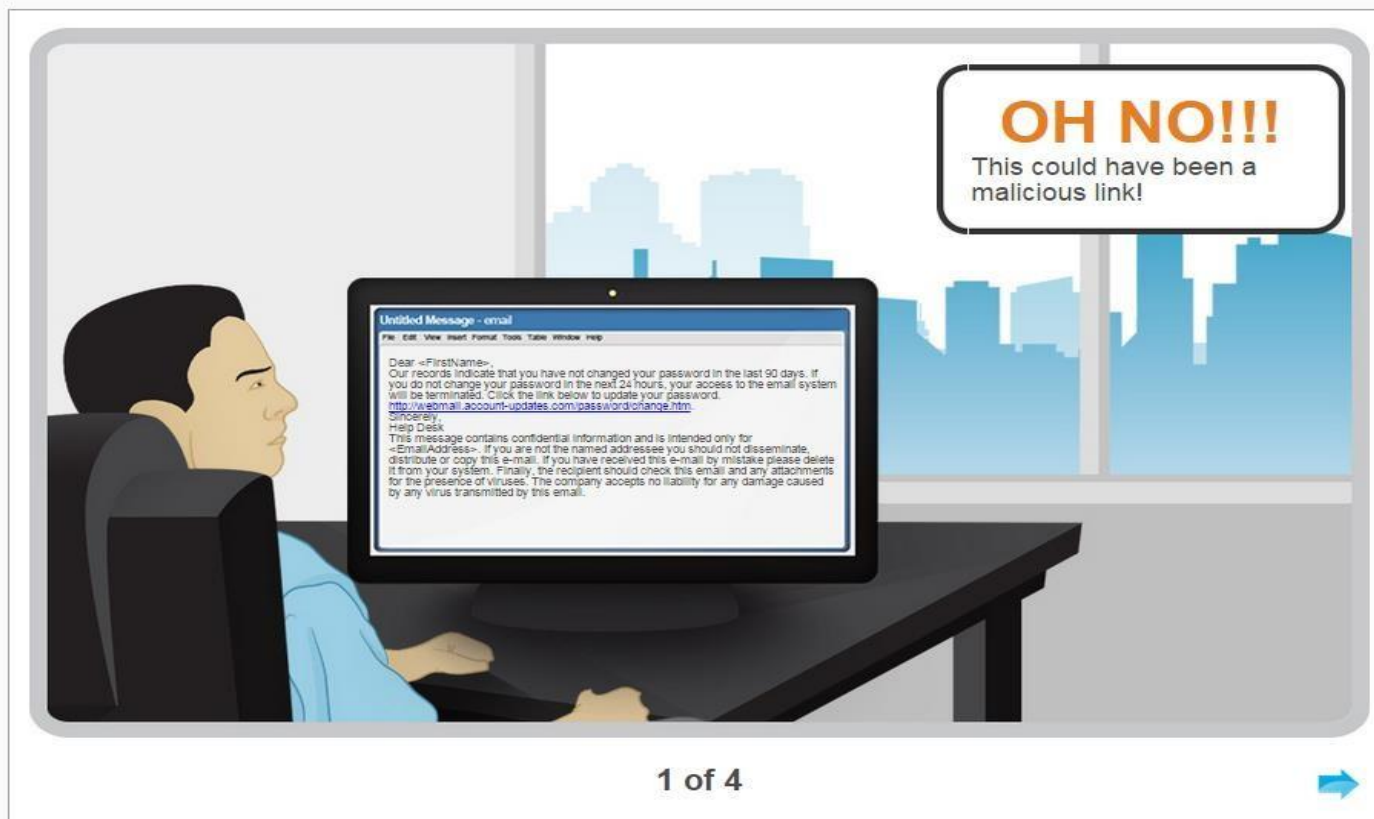 OH NO!!!
This could have been a
malicious link!
Untitled Message - email
File Edit View Insert Format Tools Table Window Help
Dear <FirstName>,
Our records indicate that you have not changed your password in the last 90 days. If
you do not change your password in the next 24 hours, your access to the email system
will be terminated. Click the link below to update your password.
http://webmail.account-updates.com/password/change.htm.
Sincerely,
Help Desk
This message contains confidential information and is intended only for
<EmailAddress>. If you are not the named addressee you should not disseminate,
distribute or copy this e-mail. If you have received this e-mail by mistake please delete
it from your system. Finally, the recipient should check this email and any attachments
for the presence of viruses. The company accepts no liability for any damage caused
by any virus transmitted by this email.
1 of 4